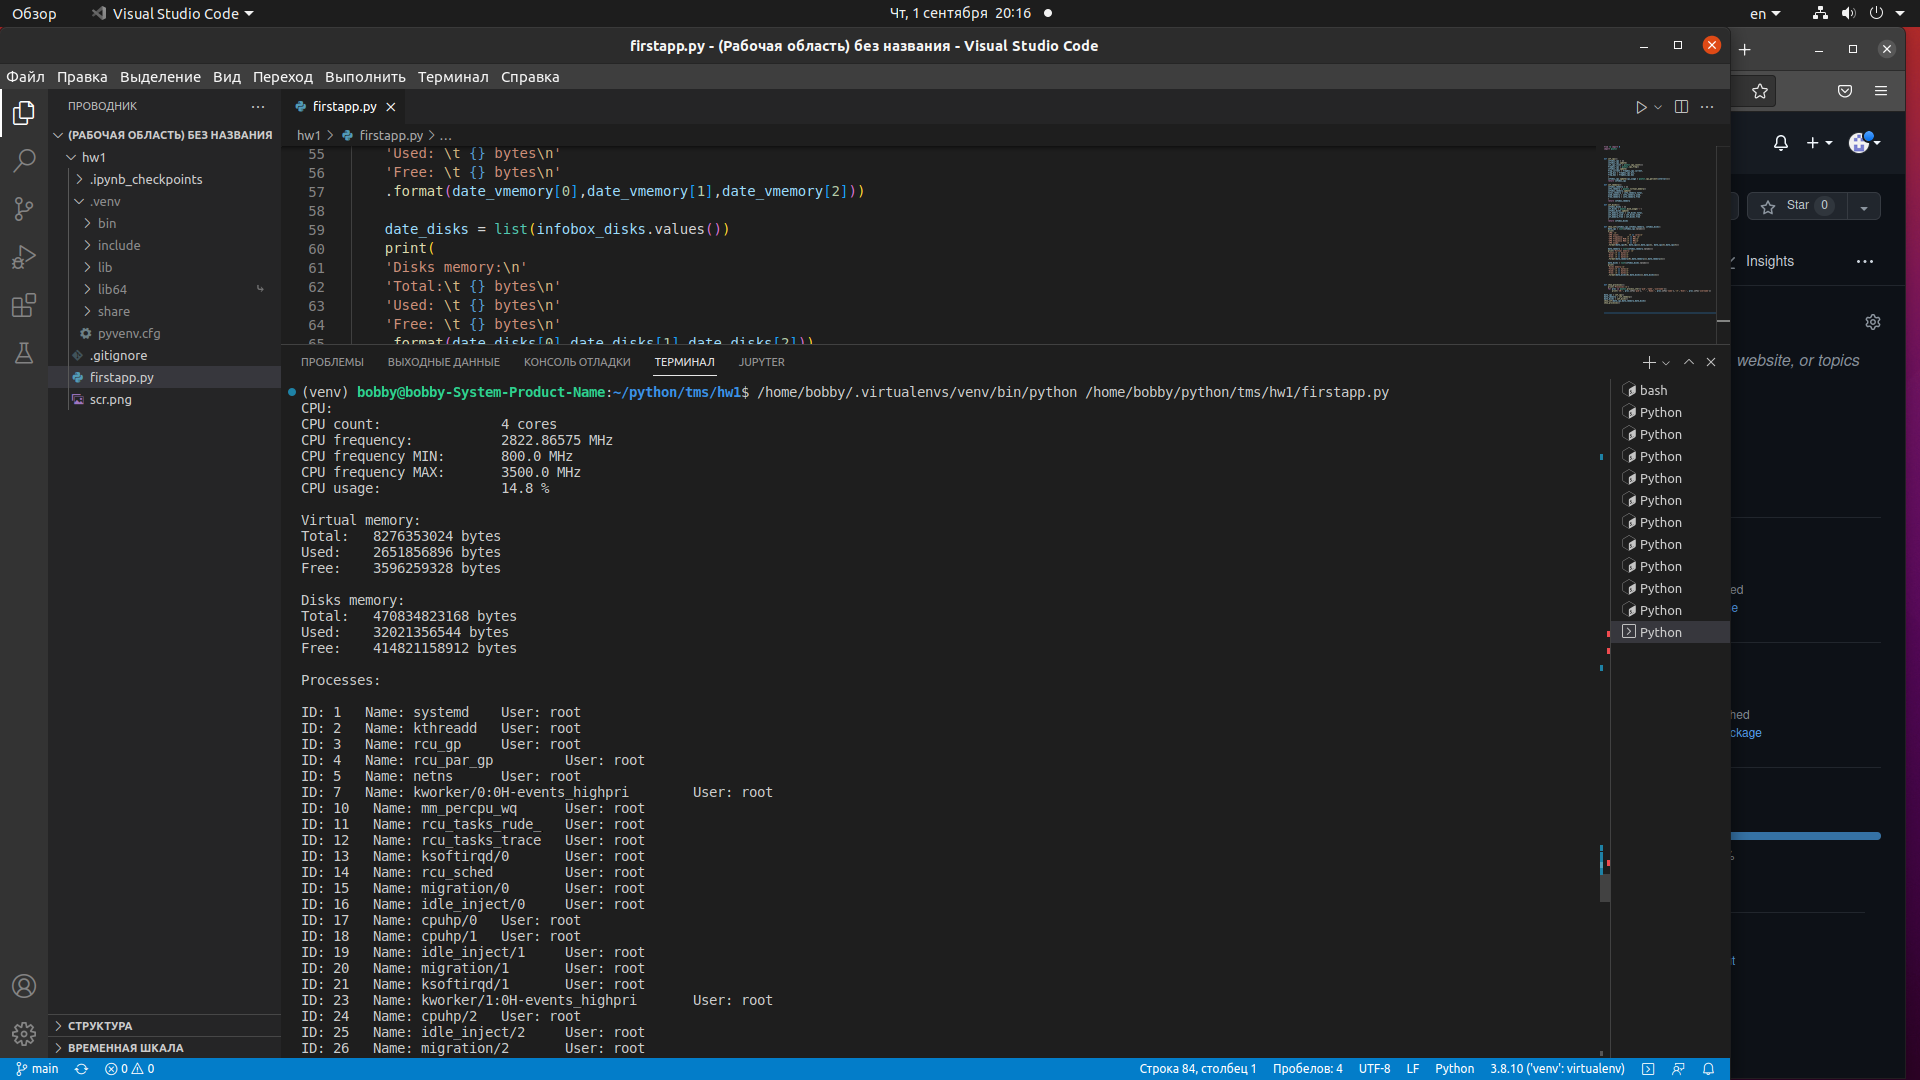 Обзор
Visual Studio Code
Чт, 1 сентября 20:16
en
firstapp.py - (Рабочая область) без названия - Visual Studio Code
Файл Правка Выделение Вид Переход Выполнить Терминал Справка
ПРОВОДНИК
(РАБОЧАЯ ОБЛАСТЬ) БЕЗ НАЗВАНИЯ
hw1
.ipynb_checkpoints
.venv
bin
include
lib
lib64
share
pyvenv.cfg
.gitignore
firstapp.py
scr.png
СТРУКТУРА
ВРЕМЕННАЯ ШКАЛА
firstapp.py
hw1 > firstapp.py > ...
55 'Used: \t {} bytes\n'
56 'Free: \t {} bytes\n'
57 .format(date_vmemory[0],date_vmemory[1],date_vmemory[2]))
58
59 date_disks = list(infobox_disks.values())
60 print(
61 'Disks memory:\n'
62 'Total:\t {} bytes\n'
63 'Used: \t {} bytes\n'
64 'Free: \t {} bytes\n'
65 .format(date_disks[0],date_disks[1],date_disks[2]))
ПРОБЛЕМЫ ВЫХОДНЫЕ ДАННЫЕ КОНСОЛЬ ОТЛАДКИ ТЕРМИНАЛ JUPYTER
(venv) bobby@bobby-System-Product-Name:~/python/tms/hw1$ /home/bobby/.virtualenvs/venv/bin/python /home/bobby/python/tms/hw1/firstapp.py
CPU:
CPU count: 4 cores
CPU frequency: 2822.86575 MHz
CPU frequency MIN: 800.0 MHz
CPU frequency MAX: 3500.0 MHz
CPU usage: 14.8 %
Virtual memory:
Total: 8276353024 bytes
Used: 2651856896 bytes
Free: 3596259328 bytes
Disks memory:
Total: 470834823168 bytes
Used: 32021356544 bytes
Free: 414821158912 bytes
Processes:
ID: 1 Name: systemd User: root
ID: 2 Name: kthreadd User: root
ID: 3 Name: rcu_gp User: root
ID: 4 Name: rcu_par_gp User: root
ID: 5 Name: netns User: root
ID: 7 Name: kworker/0:0H-events_highpri User: root
ID: 10 Name: mm_percpu_wq User: root
ID: 11 Name: rcu_tasks_rude_ User: root
ID: 12 Name: rcu_tasks_trace User: root
ID: 13 Name: ksoftirqd/0 User: root
ID: 14 Name: rcu_sched User: root
ID: 15 Name: migration/0 User: root
ID: 16 Name: idle_inject/0 User: root
ID: 17 Name: cpuhp/0 User: root
ID: 18 Name: cpuhp/1 User: root
ID: 19 Name: idle_inject/1 User: root
ID: 20 Name: migration/1 User: root
ID: 21 Name: ksoftirqd/1 User: root
ID: 23 Name: kworker/1:0H-events_highpri User: root
ID: 24 Name: cpuhp/2 User: root
ID: 25 Name: idle_inject/2 User: root
ID: 26 Name: migration/2 User: root
bash
Python
Python
Python
Python
Python
Python
Python
Python
Python
Python
Python
Star 0
Insights
website, or topics
main
0 0
Строка 84, столбец 1 Пробелов: 4 UTF-8 LF Python 3.8.10 ('venv': virtualenv)